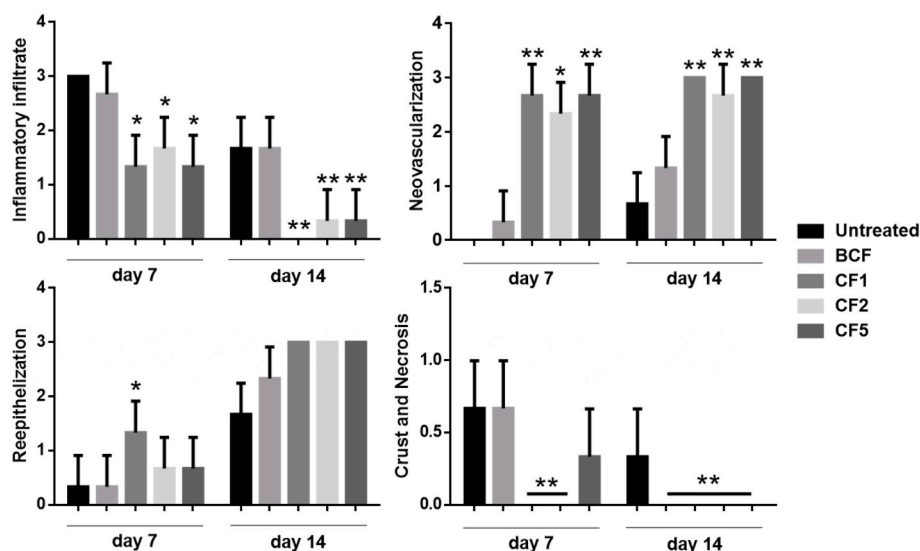 Inflammatory infiltrate
4
3
2
1
0
*
*
*
**
**
**
day 7
day 14
Neovascularization
4
3
2
1
0
**
*
**
**
**
**
day 7
day 14
Untreated
BCF
CF1
CF2
CF5
Reepithelization
4
3
2
1
0
*
day 7
day 14
Crust and Necrosis
1.5
1.0
0.5
0.0
**
**
day 7
day 14